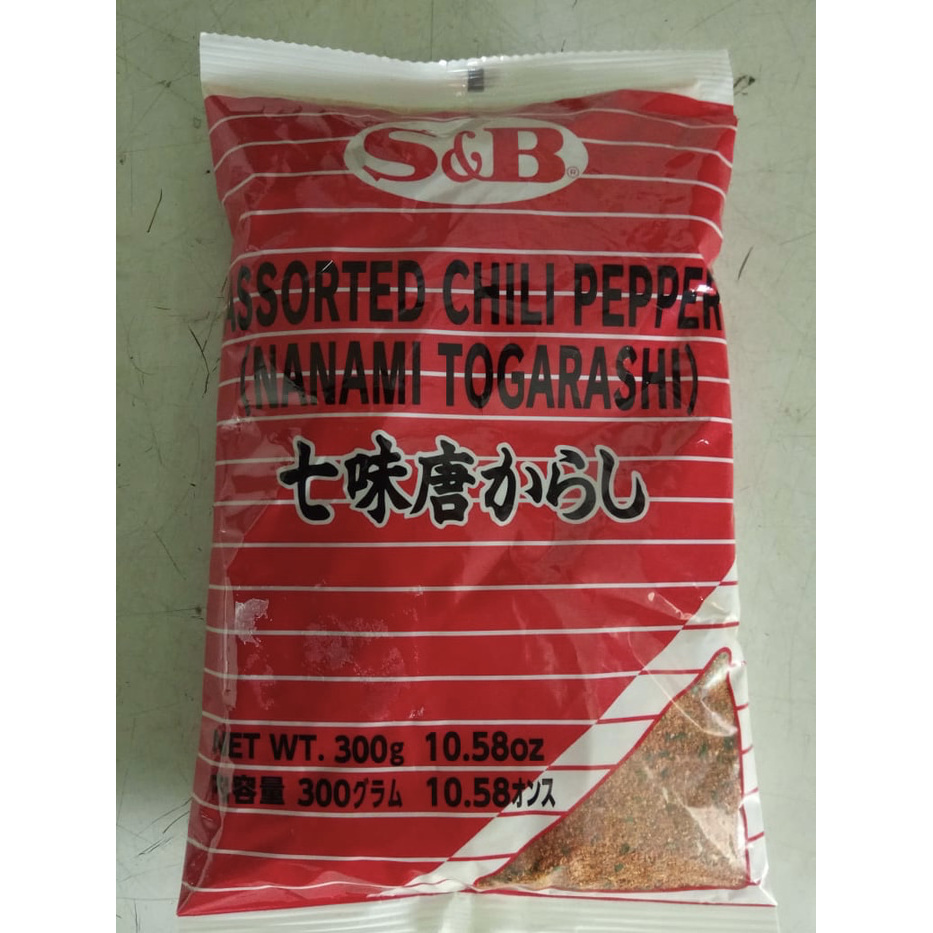 S&B
ASSORTED CHILI PEPPER
(NANAMI TOGARASHI)
七味唐からし
NET WT. 300g 10.58oz
内容量 300グラム 10.58オンス